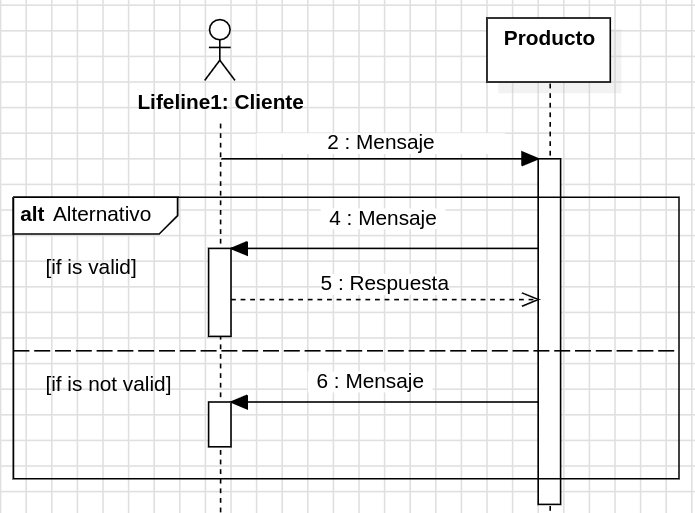 Producto
Lifeline1: Cliente
2 : Mensaje
alt Alternativo
4 : Mensaje
[if is valid]
5 : Respuesta
[if is not valid]
6 : Mensaje